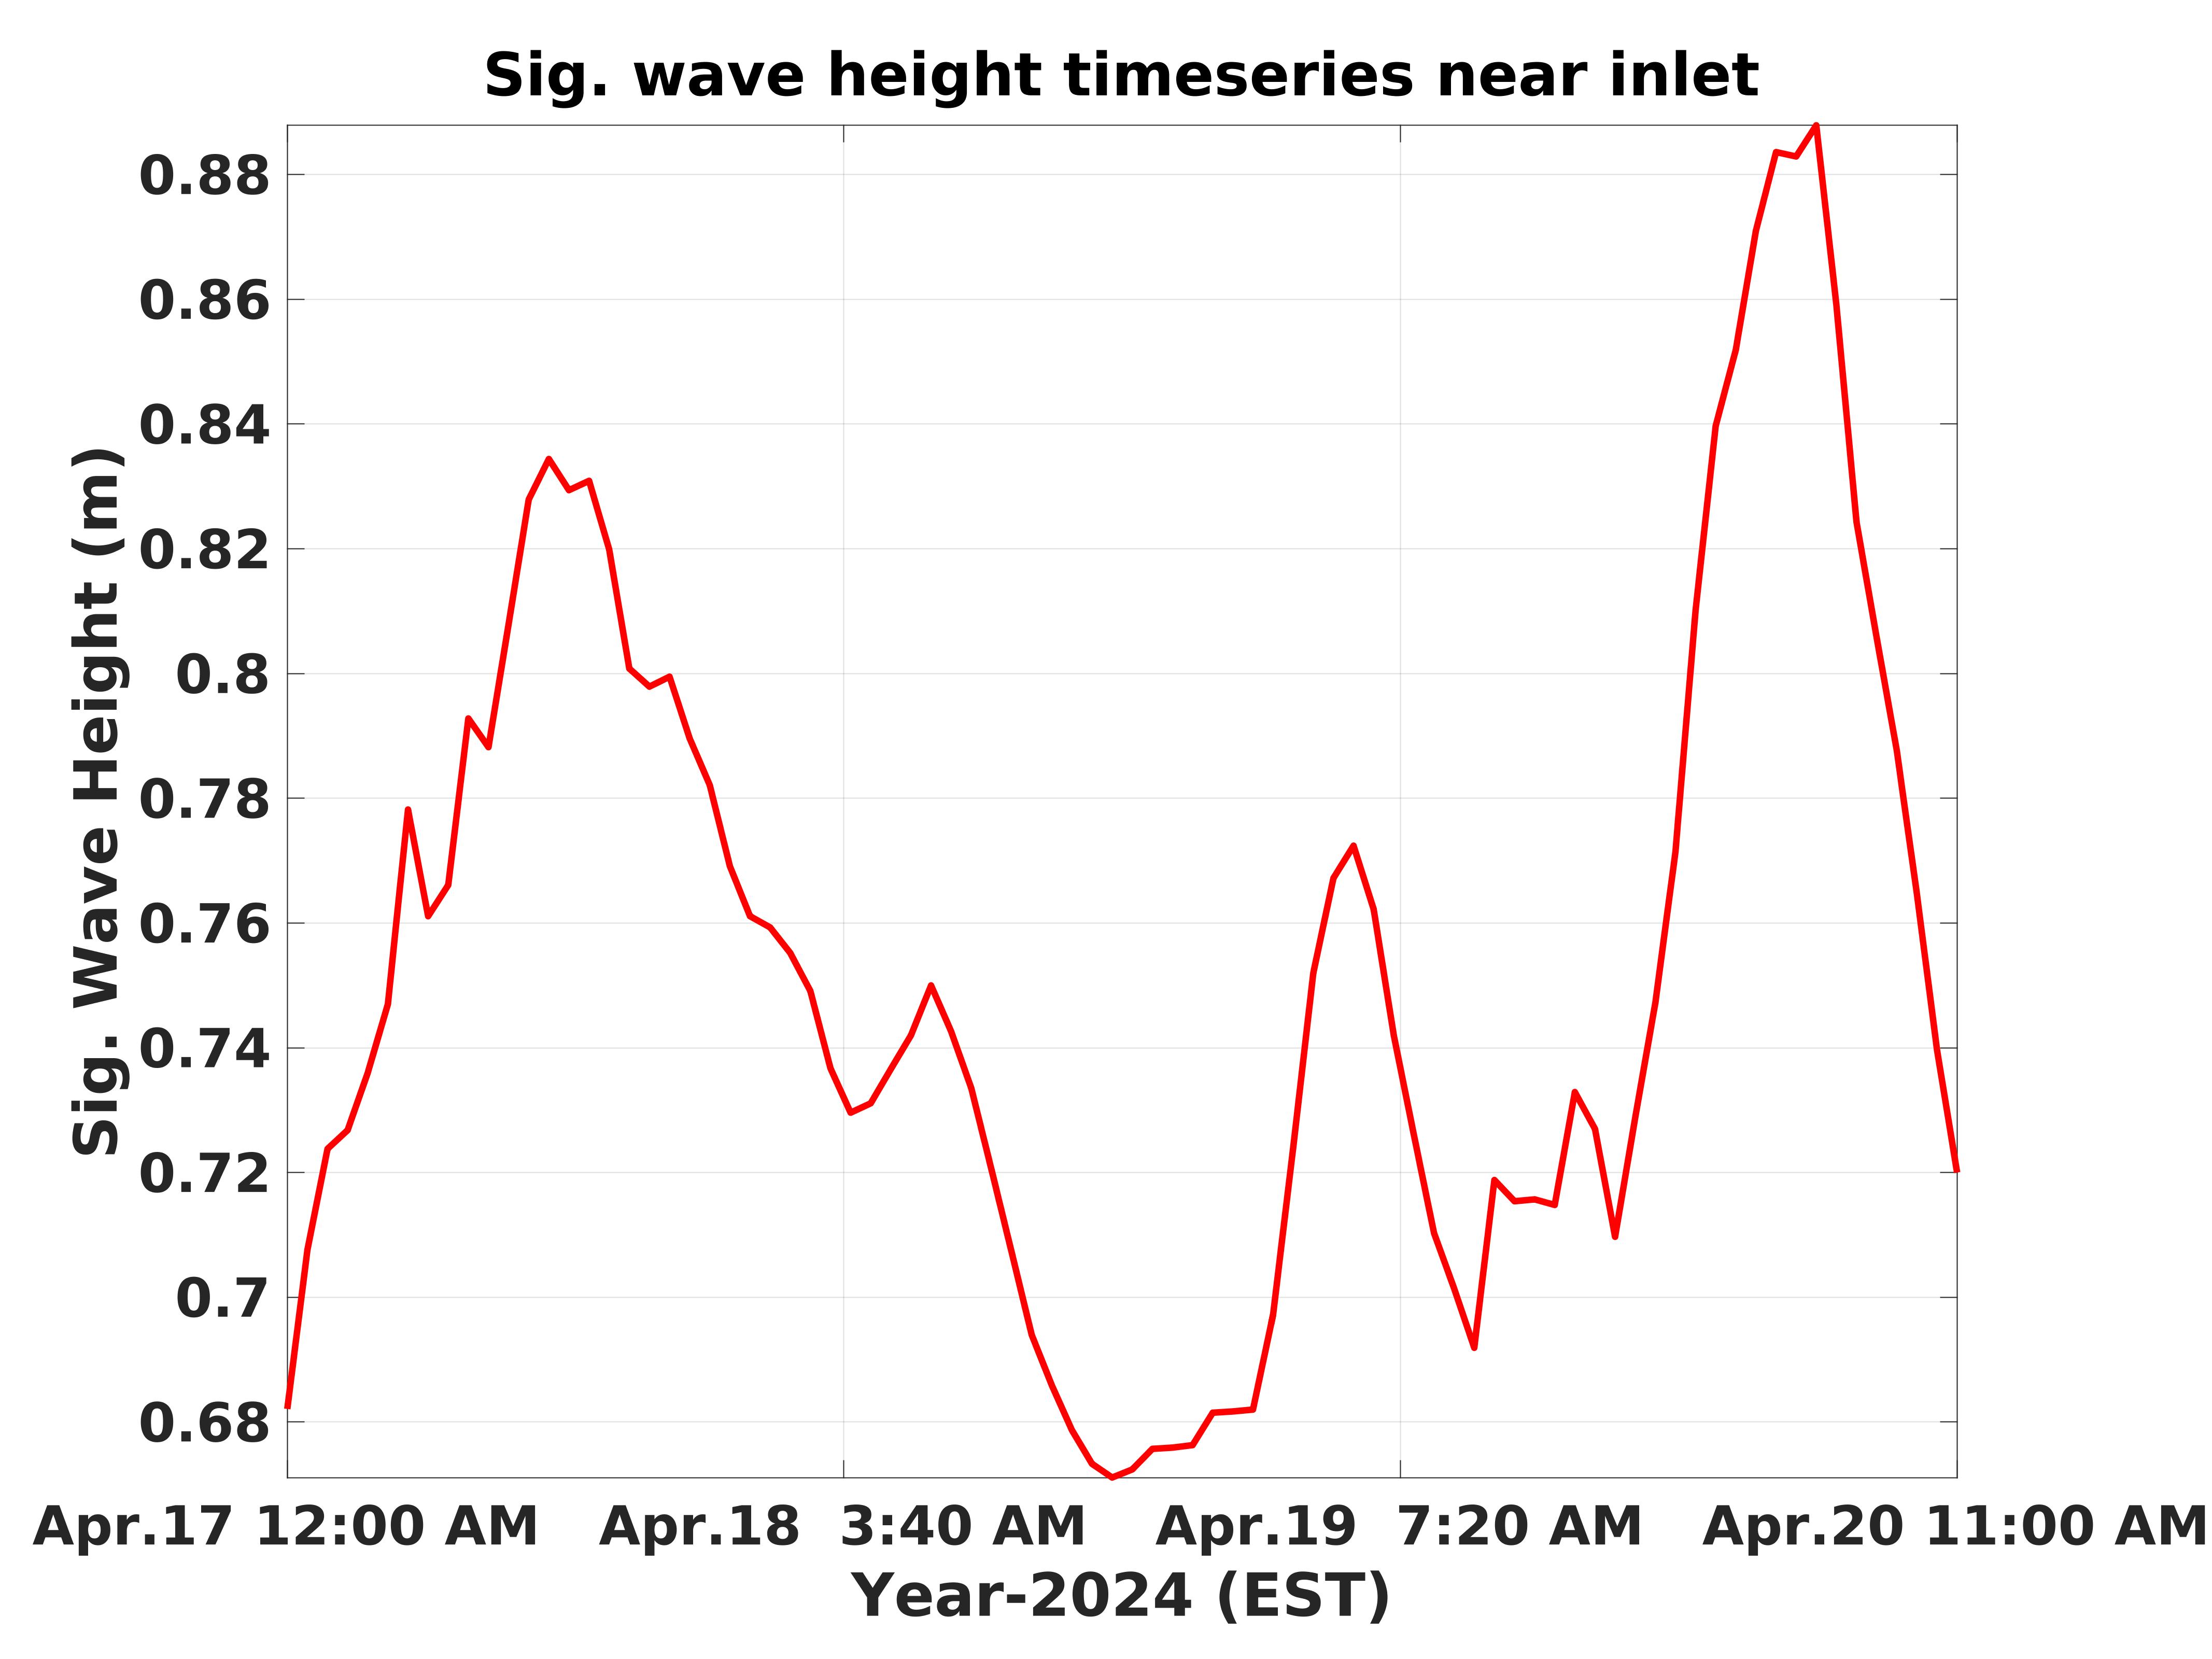 Sig. wave height timeseries near inlet
Sig. Wave Height (m)
0.88
0.86
0.84
0.82
0.8
0.78
0.76
0.74
0.72
0.7
0.68
Apr.17 12:00 AM
Apr.18 3:40 AM
Apr.19 7:20 AM
Apr.20 11:00 AM
Year-2024 (EST)